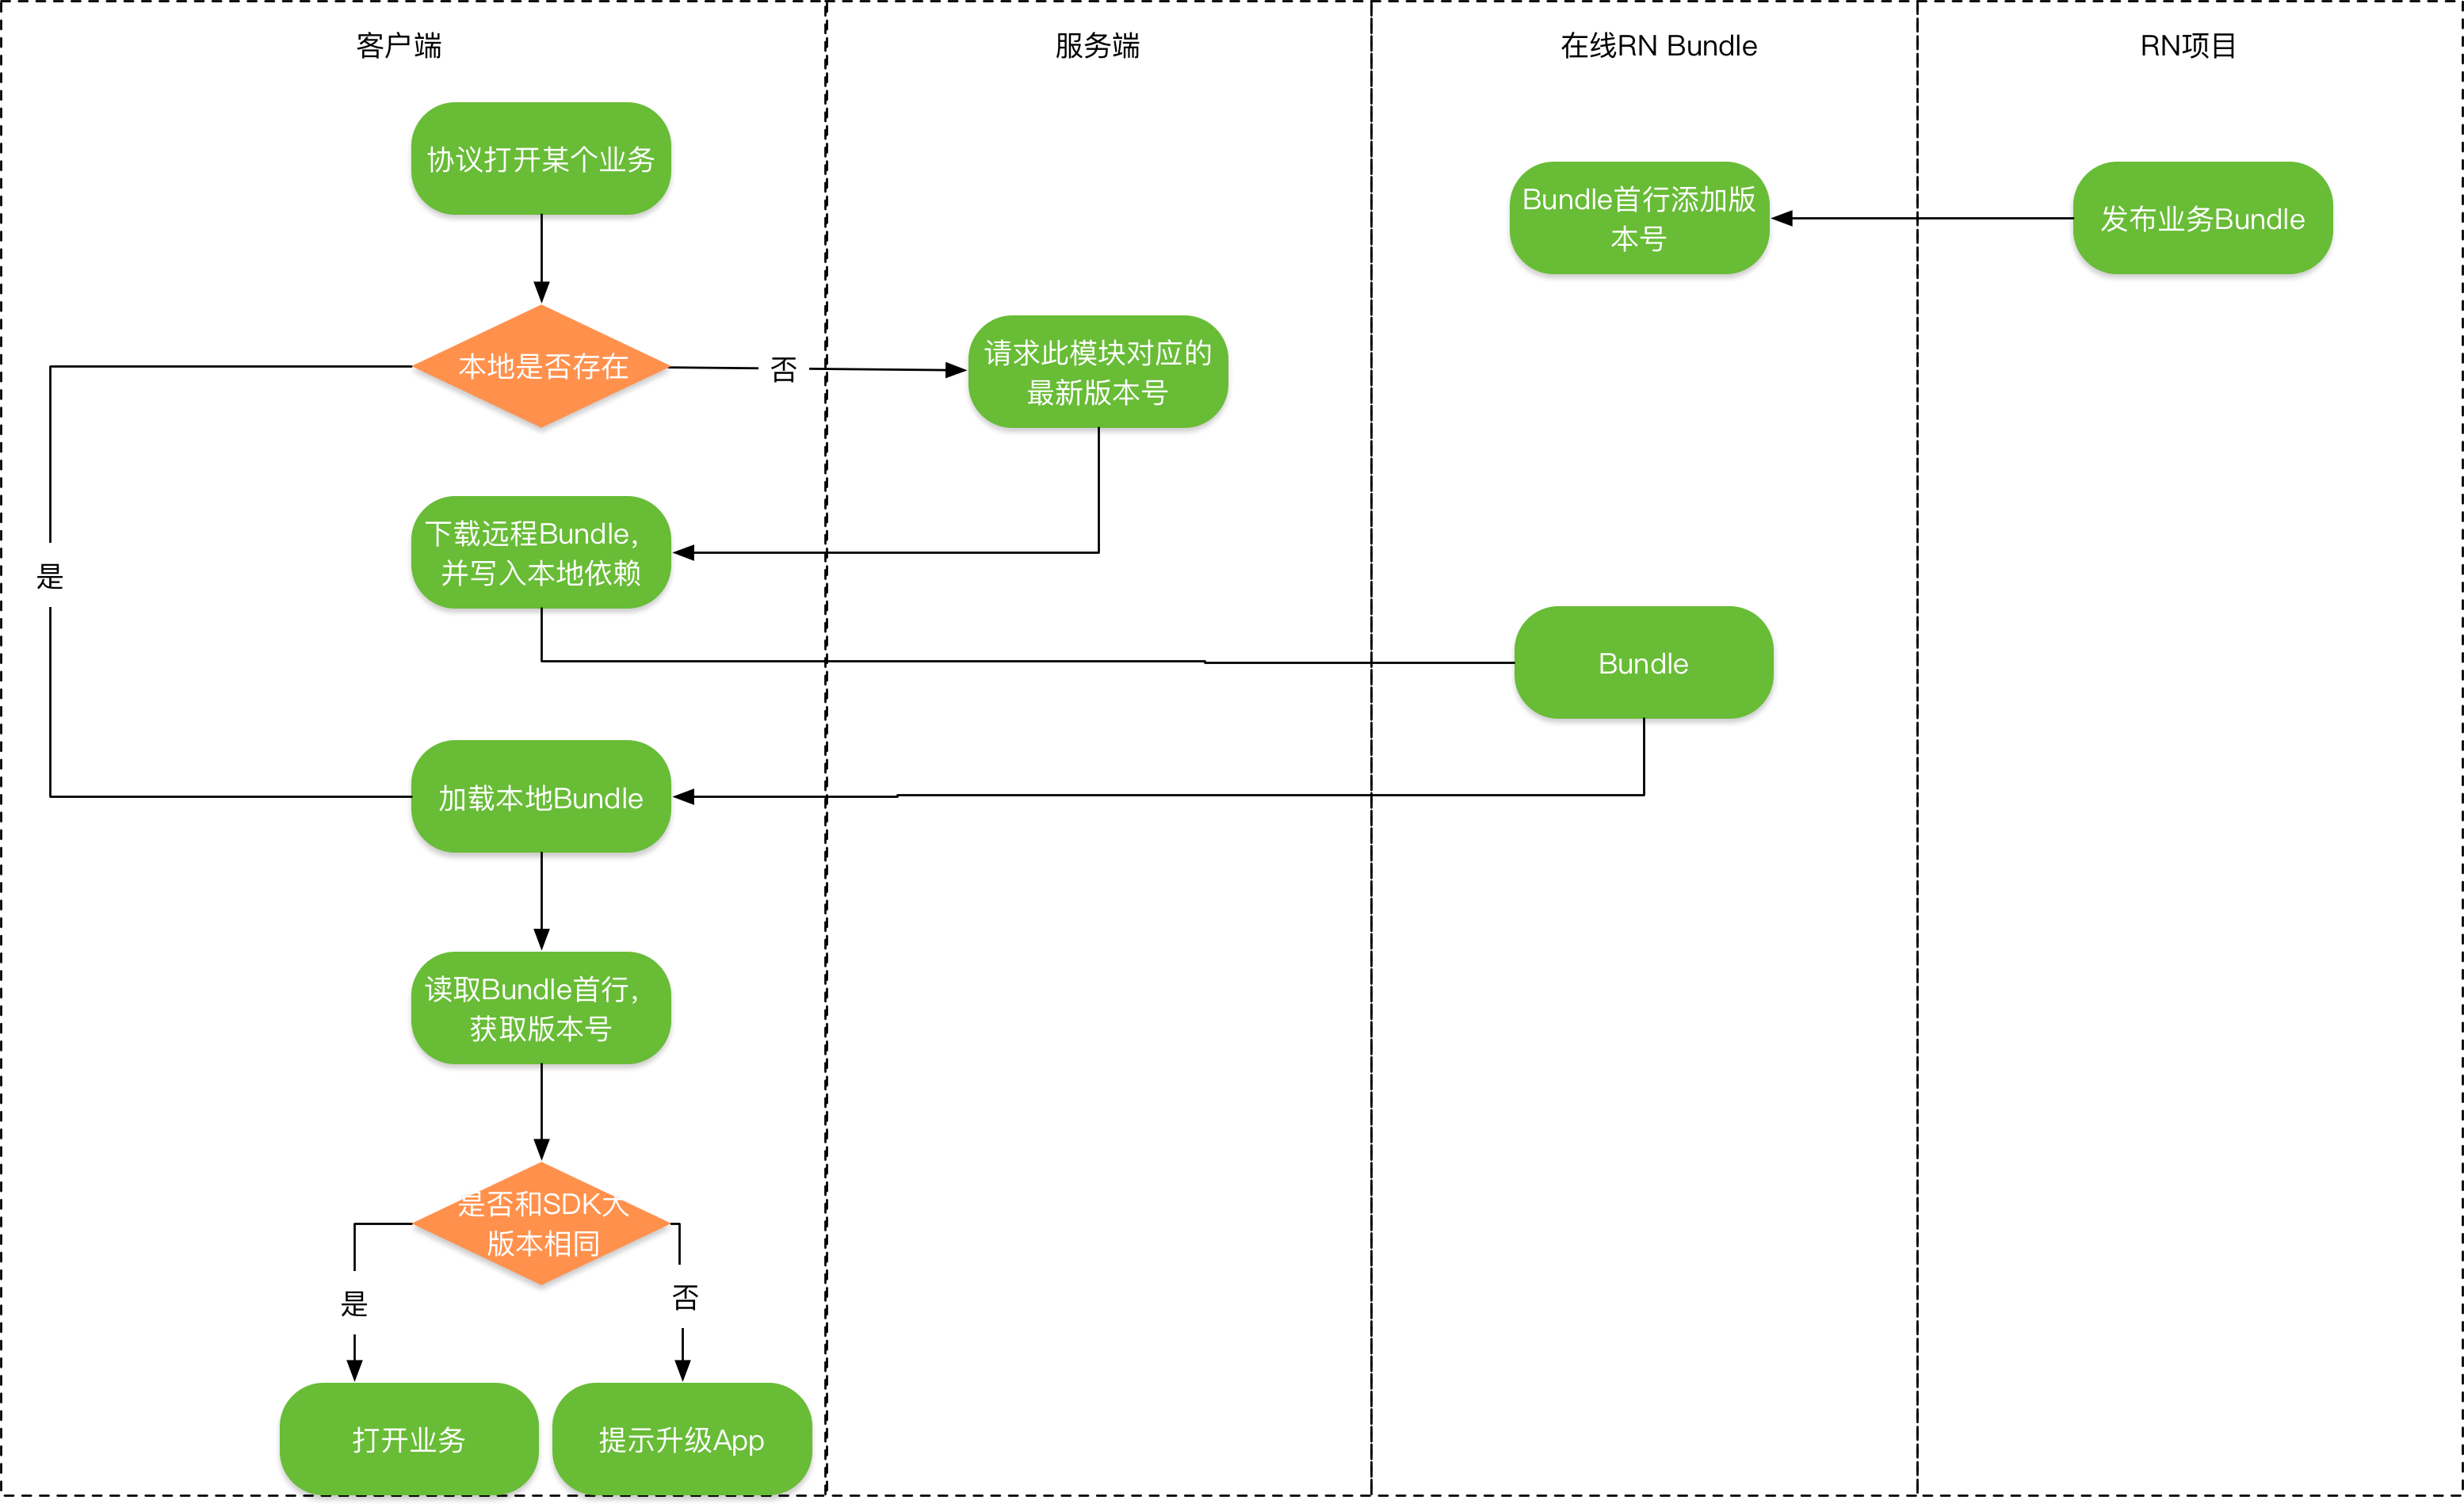 客户端
服务端
在线RN Bundle
RN项目
协议打开某个业务
Bundle首行添加版
本号
发布业务Bundle
本地是否存在
否
请求此模块对应的
最新版本号
下载远程Bundle,
并写入本地依赖
是
Bundle
加载本地Bundle
读取Bundle首行,
获取版本号
是否和SDK大
版本相同
是
否
打开业务
提示升级App